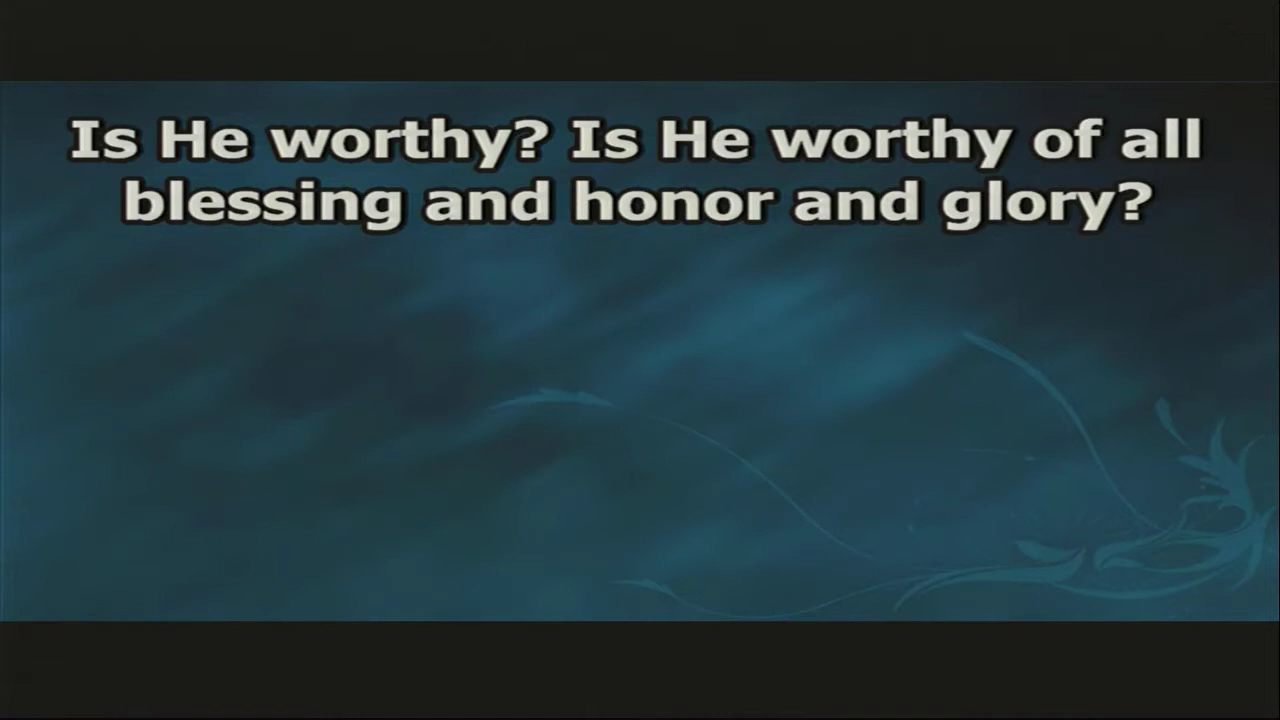 Is He worthy? Is He worthy of all
blessing and honor and glory?